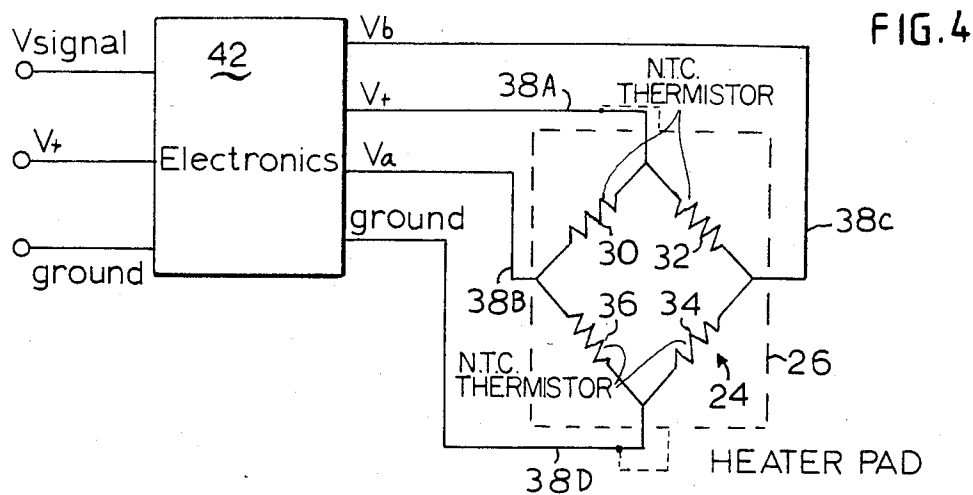 FIG.4
Vsignal
42
Vb
N.T.C.
THERMISTOR
38A
V+
V+
Electronics
Va
ground
ground
30
32
38C
38B
36
34
N.T.C.
THERMISTOR
24
26
38D
HEATER PAD